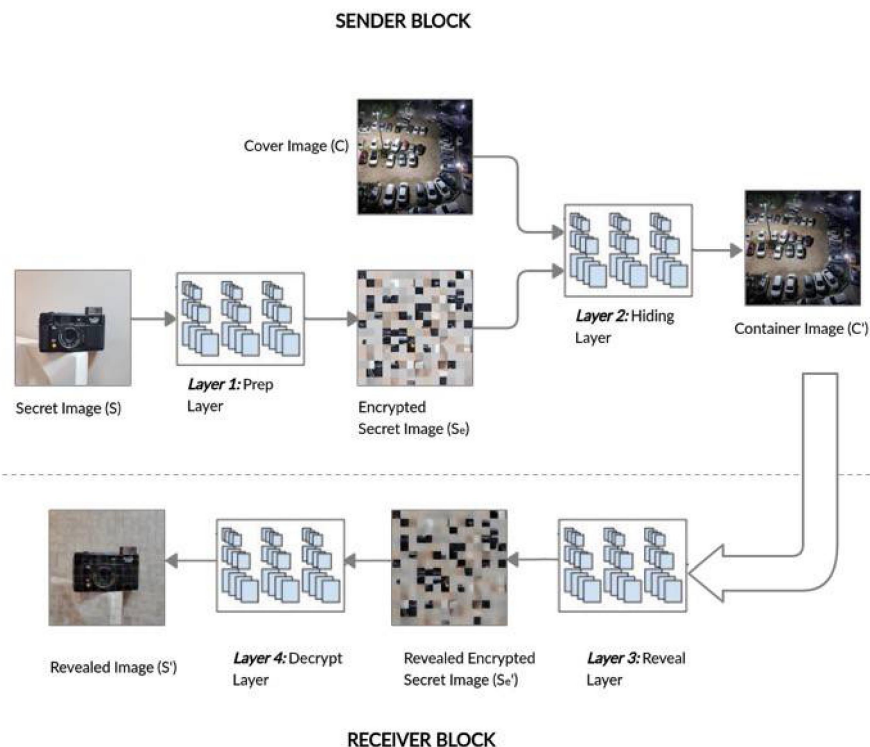 SENDER BLOCK
Cover Image (C)
Layer 2: Hiding
Layer
Container Image (C')
Secret Image (S)
Layer 1: Prep
Layer
Encrypted
Secret Image (Se)
Revealed Image (S')
Layer 4: Decrypt
Layer
Revealed Encrypted
Secret Image (Se')
Layer 3: Reveal
Layer
RECEIVER BLOCK